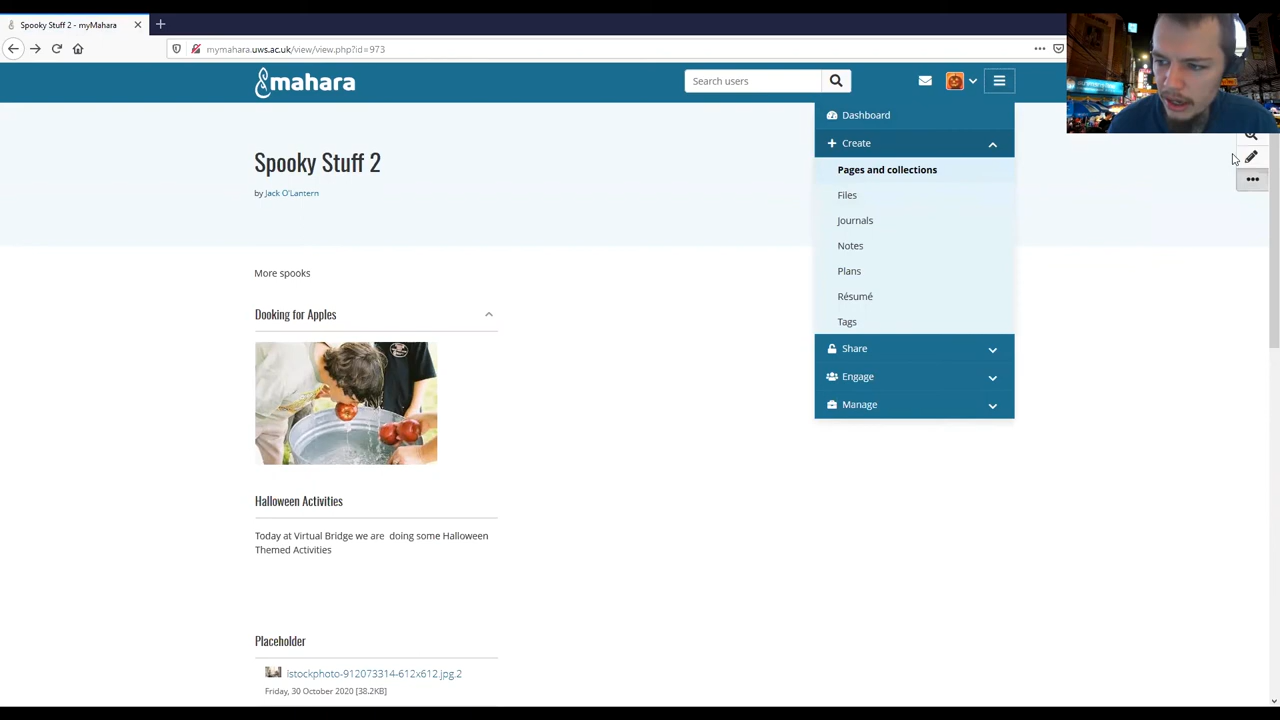 Spooky Stuff 2 - myMahara
mymahara.uws.ac.uk/view/view.php?id=973
mahara
Search users
Dashboard
Create
Pages and collections
Files
Journals
Notes
Plans
Résumé
Tags
Share
Engage
Manage
Spooky Stuff 2
by Jack O'Lantern
More spooks
Dooking for Apples
Halloween Activities
Today at Virtual Bridge we are doing some Halloween
Themed Activities
Placeholder
istockphoto-912073314-612x612.jpg.2
Friday, 30 October 2020 [38.2KB]